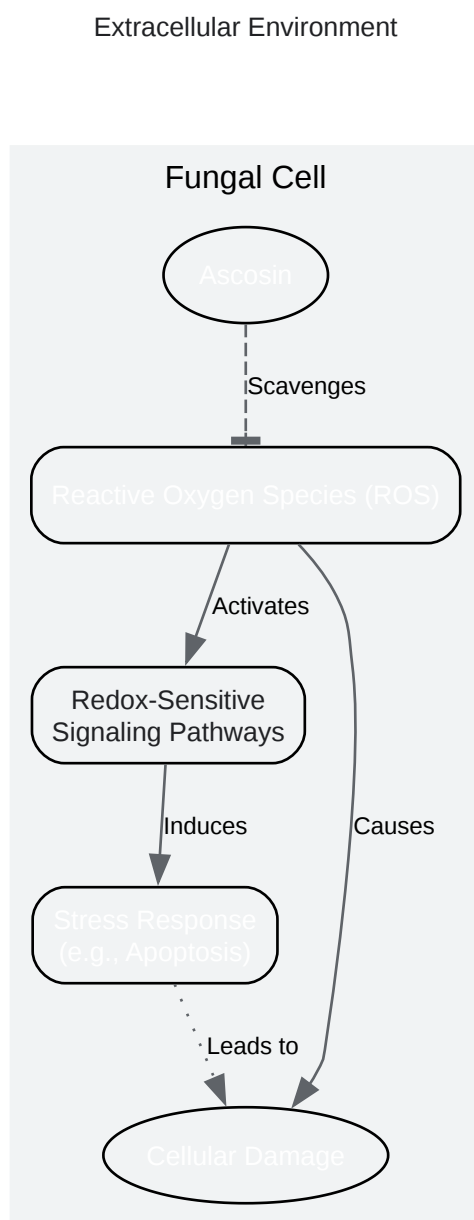 Extracellular Environment
Fungal Cell
Ascosin
Scavenges
Reactive Oxygen Species (ROS)
Activates
Redox-Sensitive
Signaling Pathways
Induces
Causes
Stress Response
(e.g., Apoptosis)
Leads to
Cellular Damage